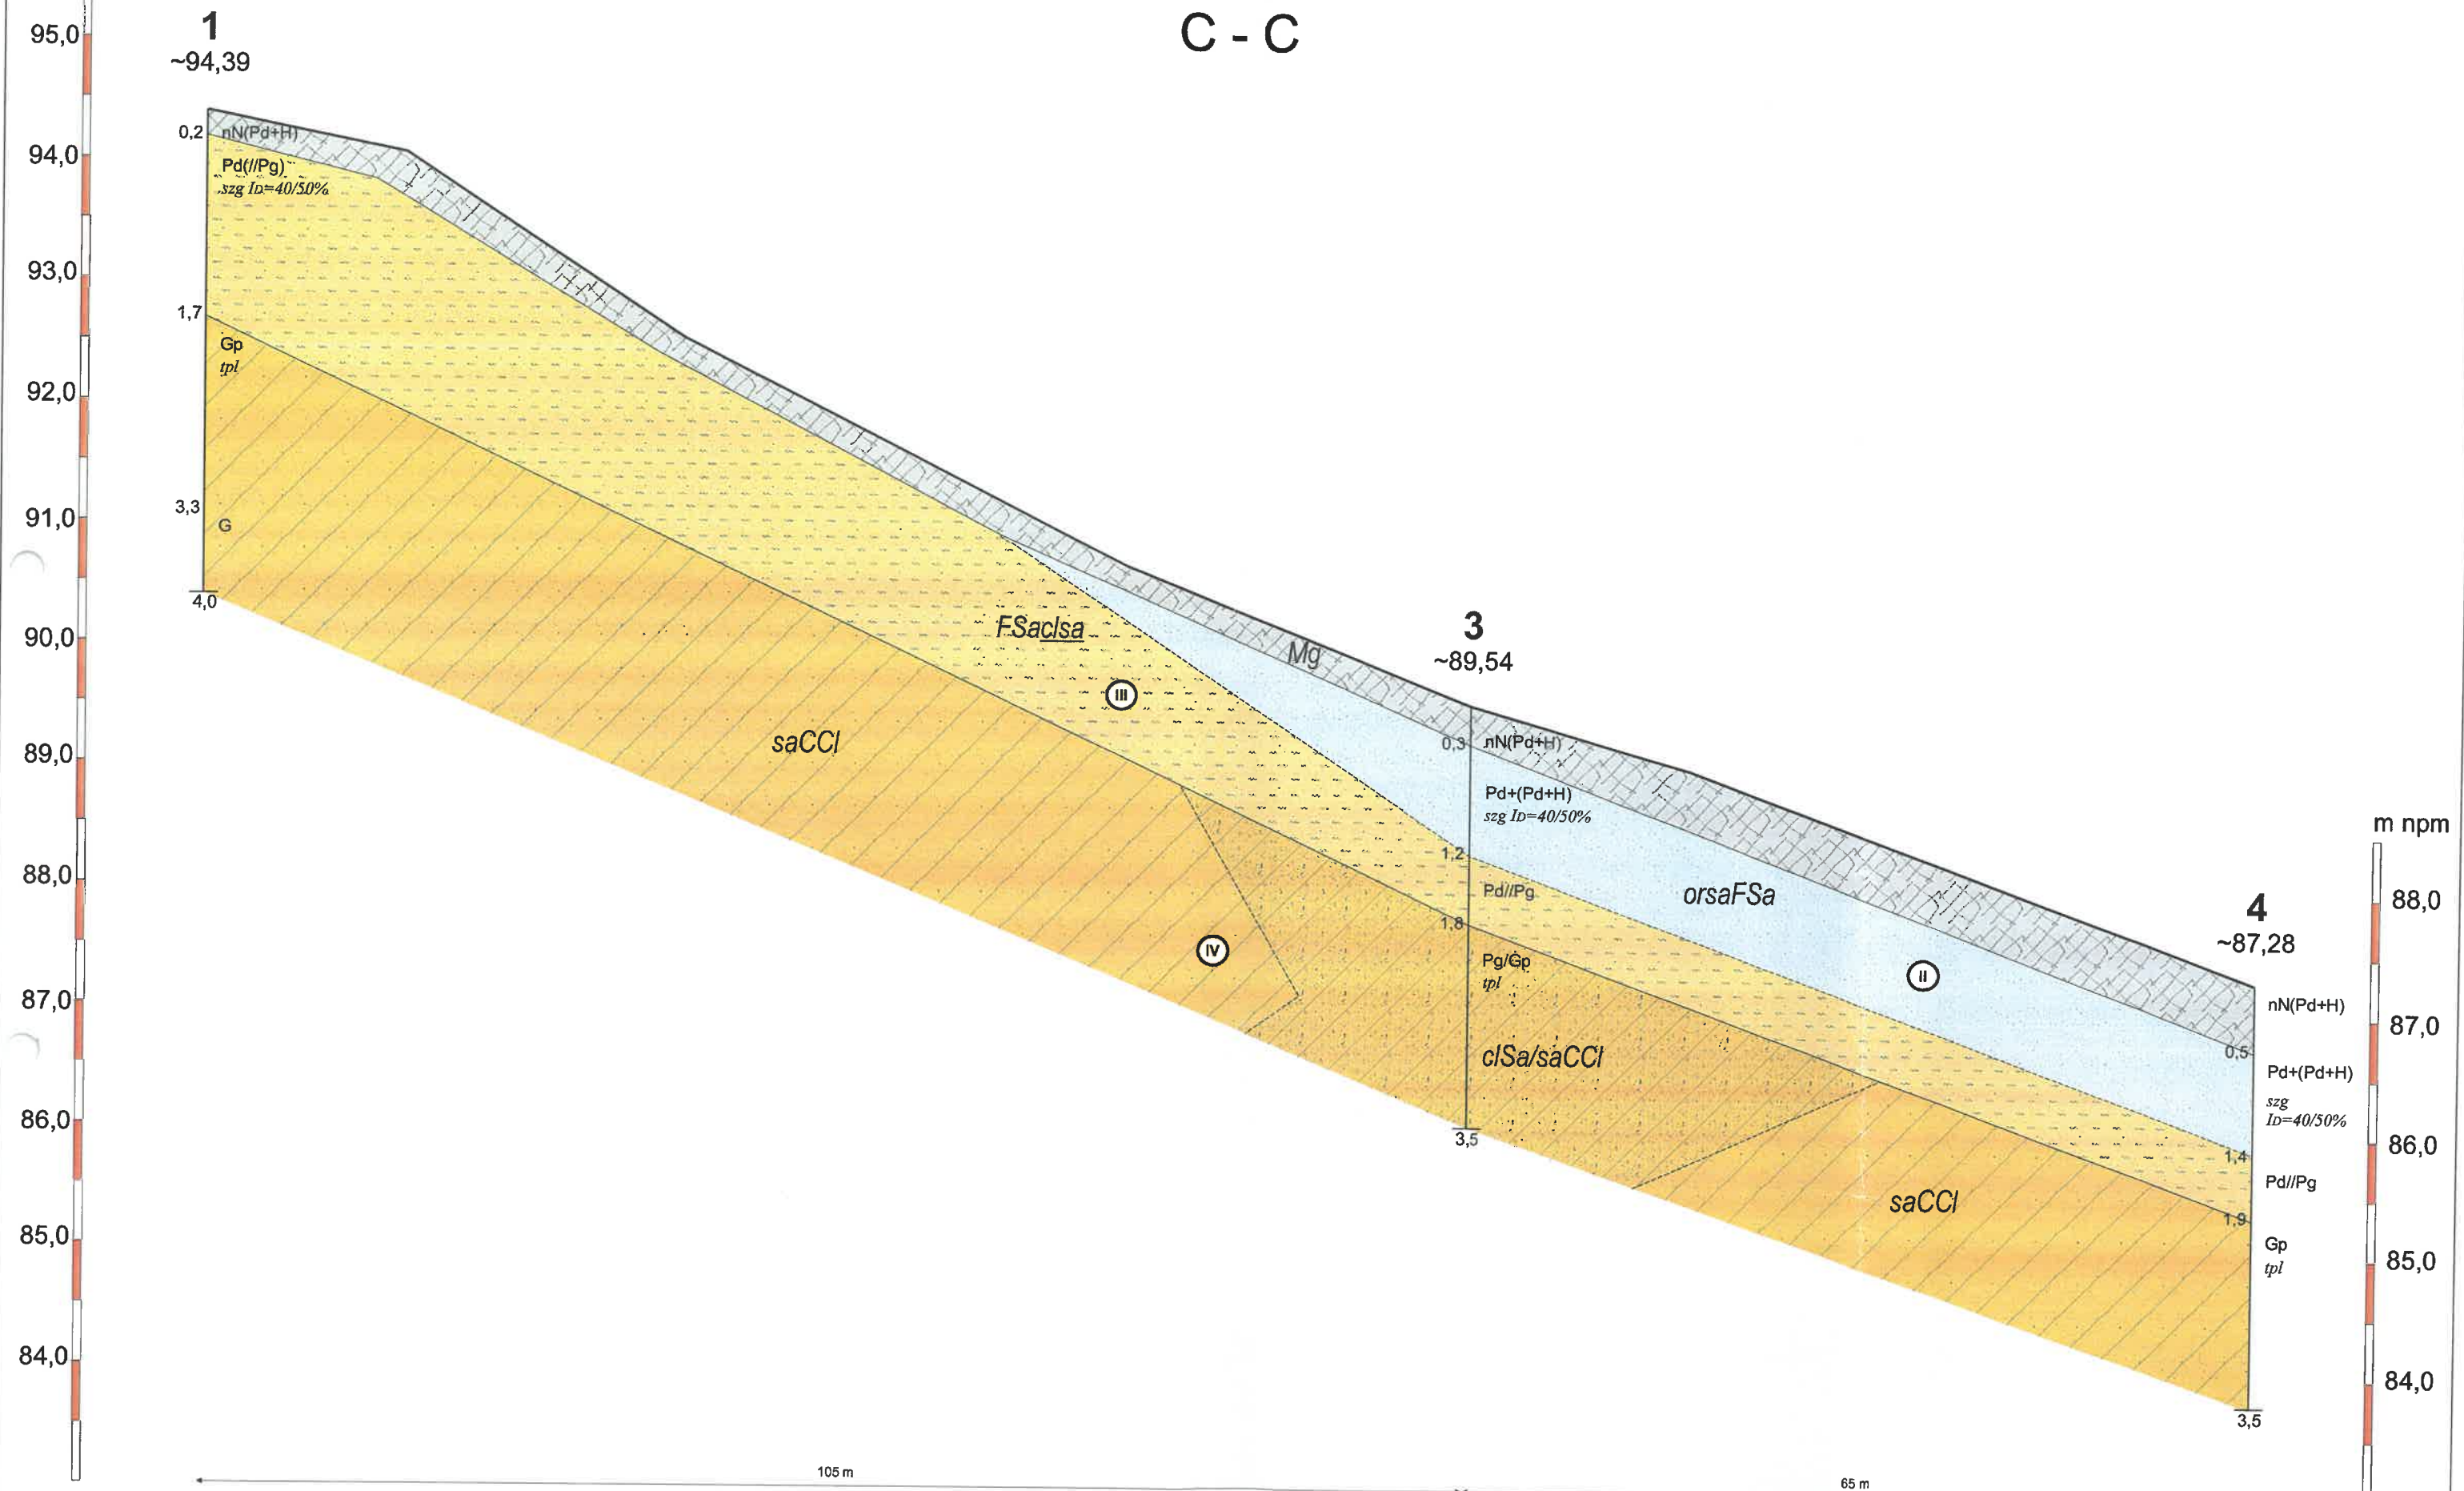 C - C
1
~94,39
95,0
94,0
93,0
92,0
91,0
90,0
89,0
88,0
87,0
86,0
85,0
84,0
0,2
nN(Pd+H)
Pd(//Pg)
szg ID=40/50%
1,7
Gp
tpl
3,3
G
4,0
FSaclsa
III
saCCl
IV
Mg
3
~89,54
0,3
nN(Pd+H)
Pd+(Pd+H)
szg ID=40/50%
1,2
Pd//Pg
1,8
Pg/Gp
tpl
clSa/saCCl
3,5
orsaFSa
II
saCCl
4
~87,28
nN(Pd+H)
0,5
Pd+(Pd+H)
szg
ID=40/50%
1,4
Pd//Pg
1,9
Gp
tpl
3,5
m npm
88,0
87,0
86,0
85,0
84,0
105 m
65 m